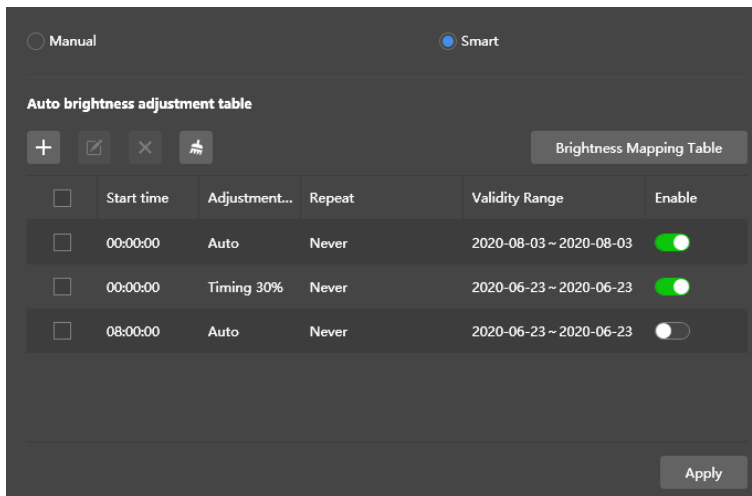 Manual Smart
Auto brightness adjustment table
Brightness Mapping Table
Start time Adjustment... Repeat Validity Range Enable
00:00:00 Auto Never 2020-08-03 ~ 2020-08-03
00:00:00 Timing 30% Never 2020-06-23 ~ 2020-06-23
08:00:00 Auto Never 2020-06-23 ~ 2020-06-23
Apply